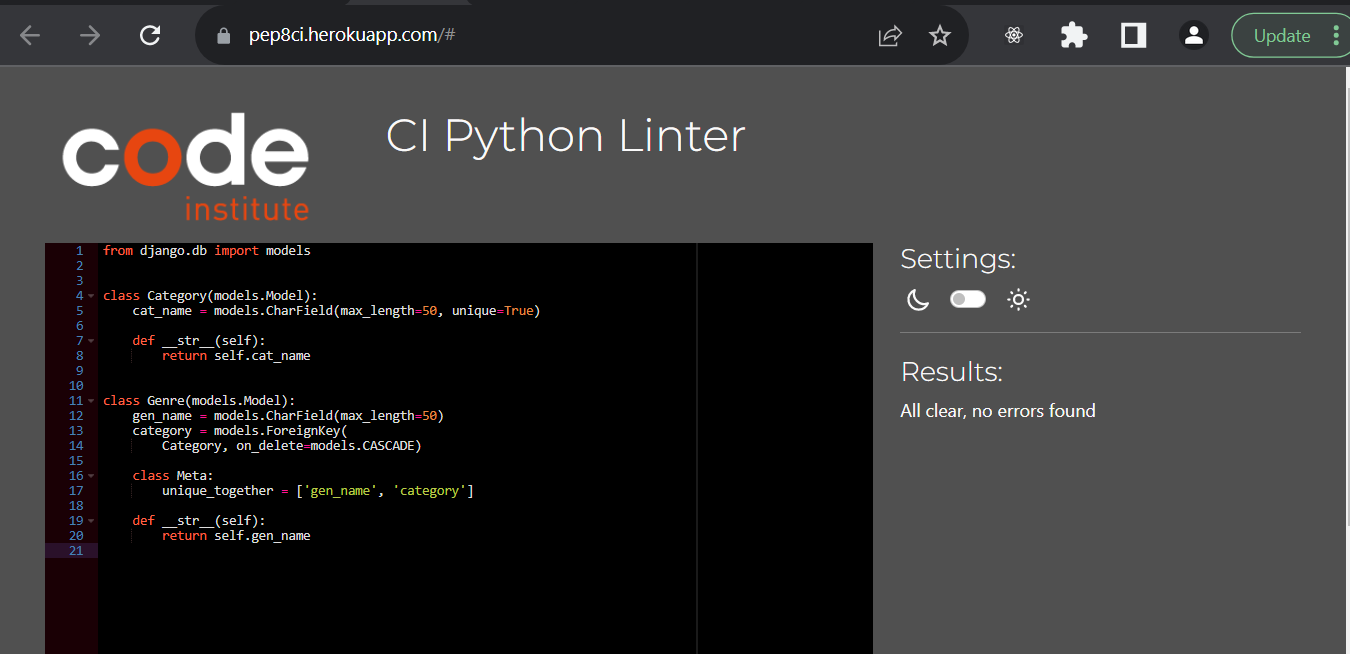 pep8ci.herokuapp.com/#
Update
code
institute
CI Python Linter
1 from django.db import models
2
3
4 class Category(models.Model):
5     cat_name = models.CharField(max_length=50, unique=True)
6
7     def __str__(self):
8         return self.cat_name
9
10
11 class Genre(models.Model):
12     gen_name = models.CharField(max_length=50)
13     category = models.ForeignKey(
14         Category, on_delete=models.CASCADE)
15
16     class Meta:
17         unique_together = ['gen_name', 'category']
18
19     def __str__(self):
20         return self.gen_name
21
Settings:
Results:
All clear, no errors found